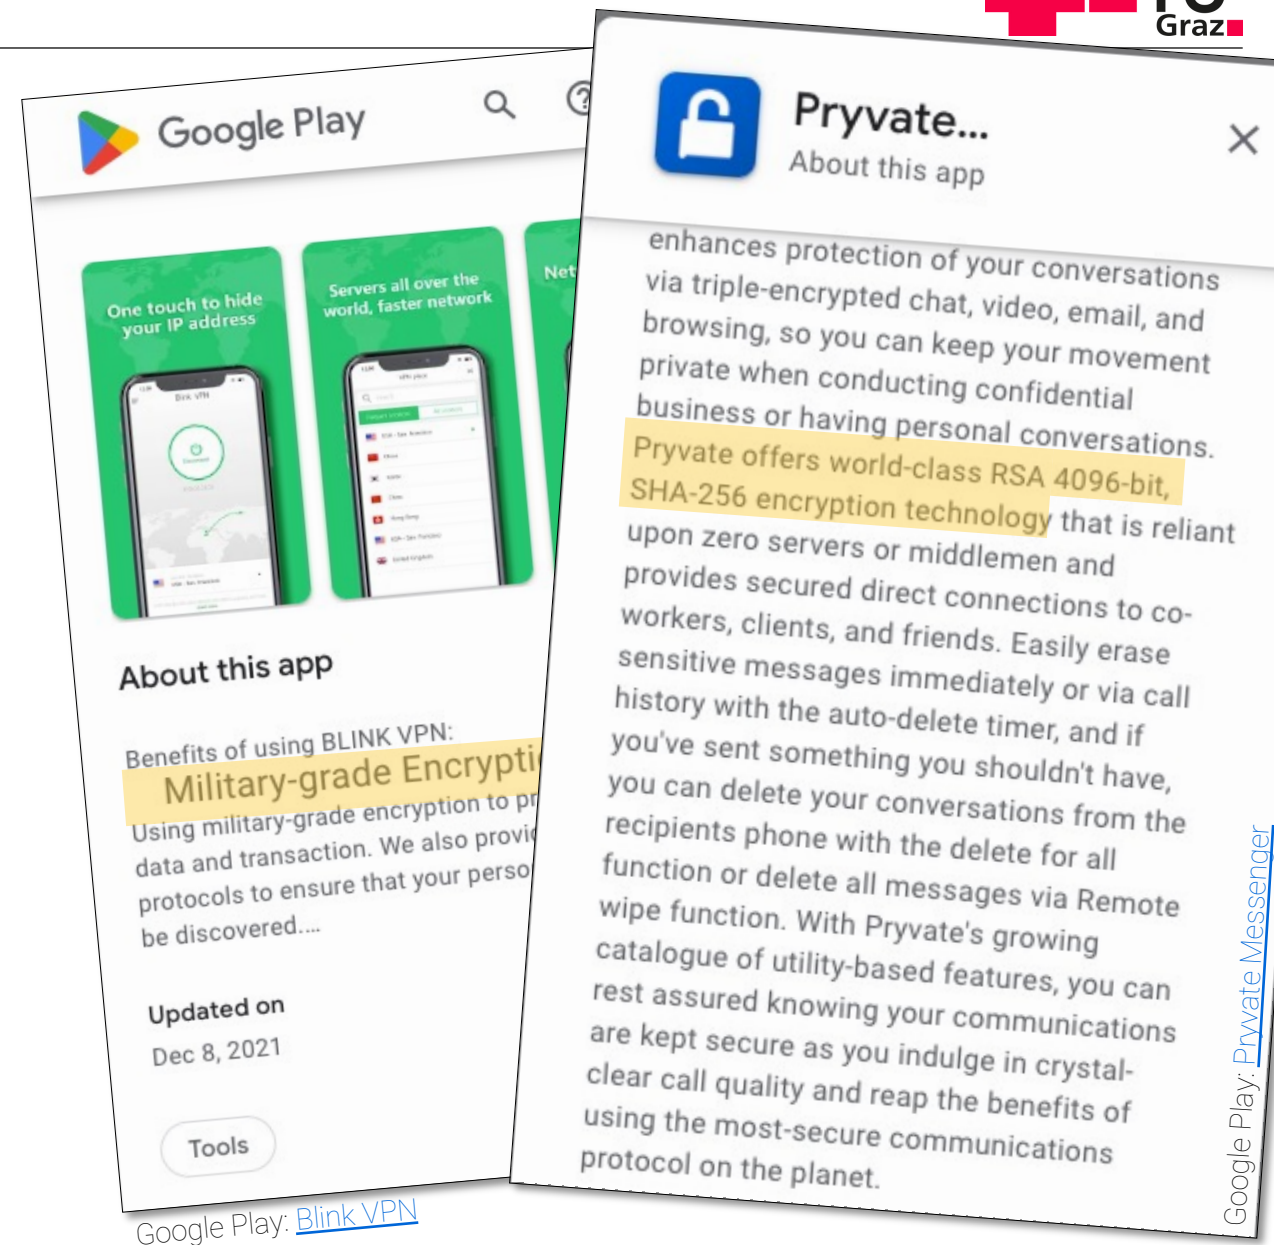 Graz
Google Play
One touch to hide
your IP address
Blink VPN
Servers all over the
world, faster network
Net
About this app
Benefits of using BLINK VPN:
Military-grade Encrypti
Using military-grade encryption to pr
data and transaction. We also provi
protocols to ensure that your perso
be discovered....
Updated on
Dec 8, 2021
Tools
Google Play: Blink VPN
Pryvate...
About this app
enhances protection of your conversations
via triple-encrypted chat, video, email, and
browsing, so you can keep your movement
private when conducting confidential
business or having personal conversations.
Pryvate offers world-class RSA 4096-bit,
SHA-256 encryption technology that is reliant
upon zero servers or middlemen and
provides secured direct connections to co-
workers, clients, and friends. Easily erase
sensitive messages immediately or via call
history with the auto-delete timer, and if
you've sent something you shouldn't have,
you can delete your conversations from the
recipients phone with the delete for all
function or delete all messages via Remote
wipe function. With Pryvate's growing
catalogue of utility-based features, you can
rest assured knowing your communications
are kept secure as you indulge in crystal-
clear call quality and reap the benefits of
using the most-secure communications
protocol on the planet.
Google Play: Pryvate Messenger